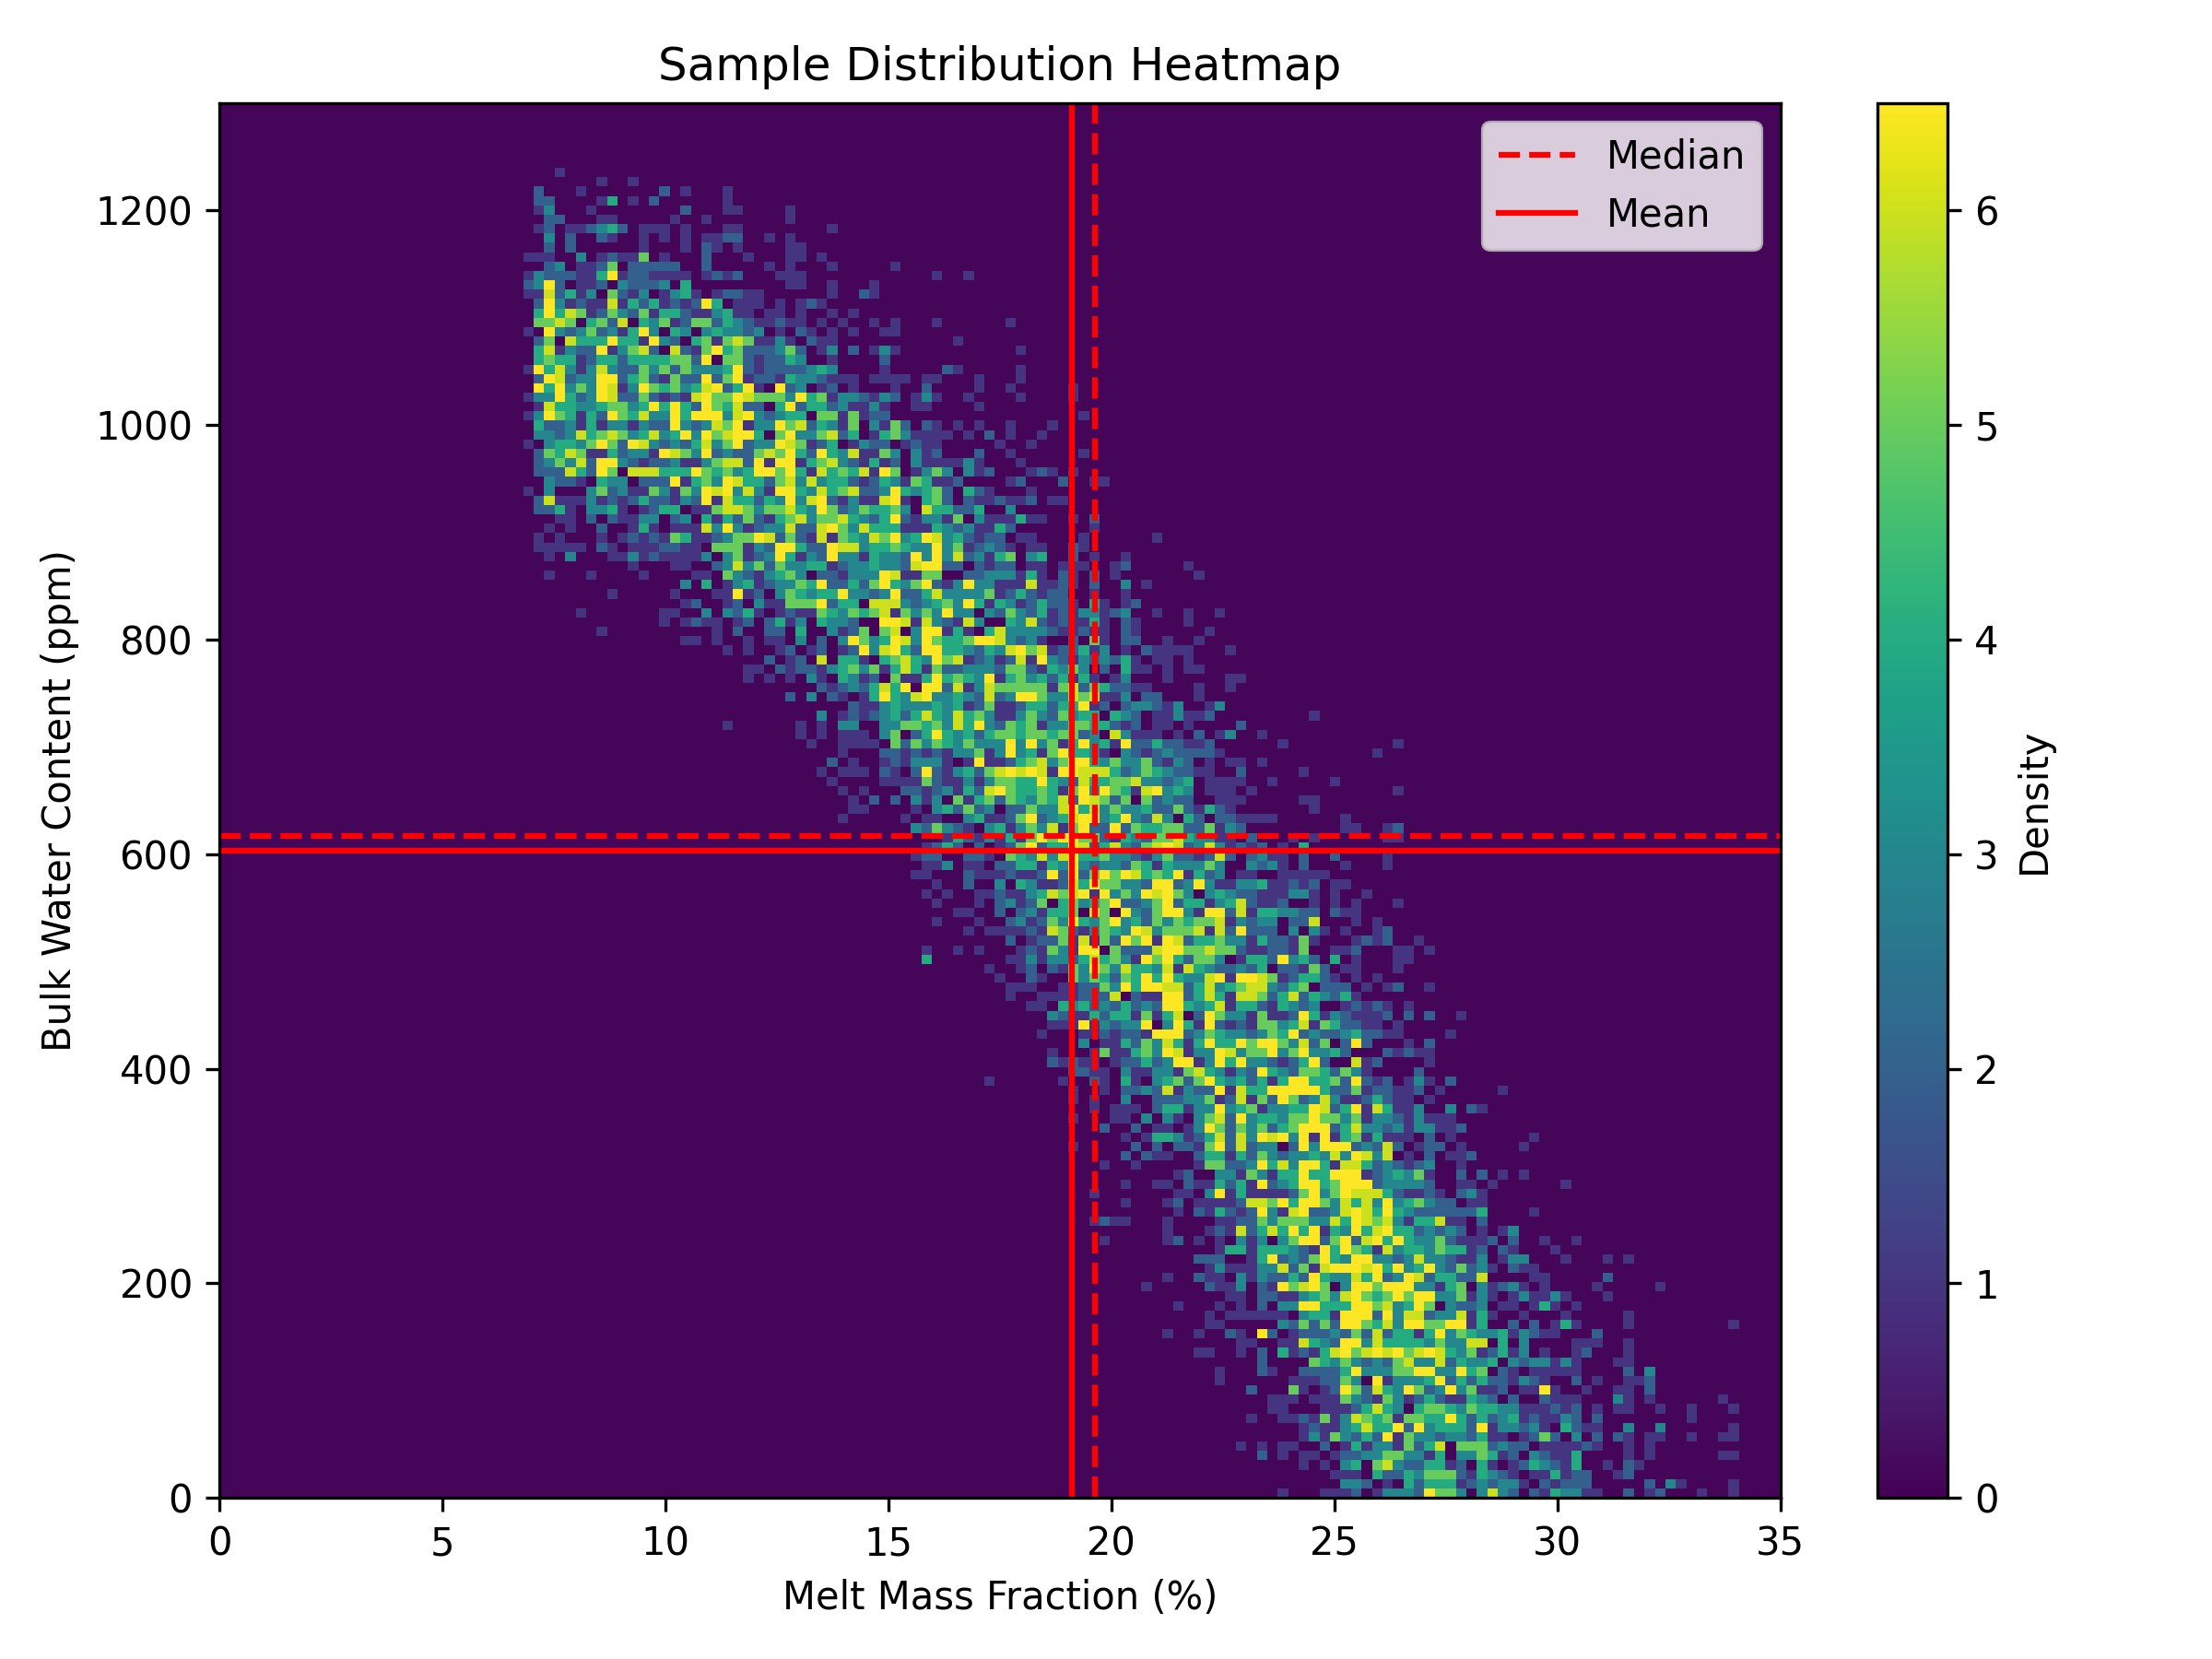 Sample Distribution Heatmap
Median
Mean
1200
1000
800
600
400
200
0
Bulk Water Content (ppm)
0 5 10 15 20 25 30 35
Melt Mass Fraction (%)
6
5
4
3
2
1
0
Density